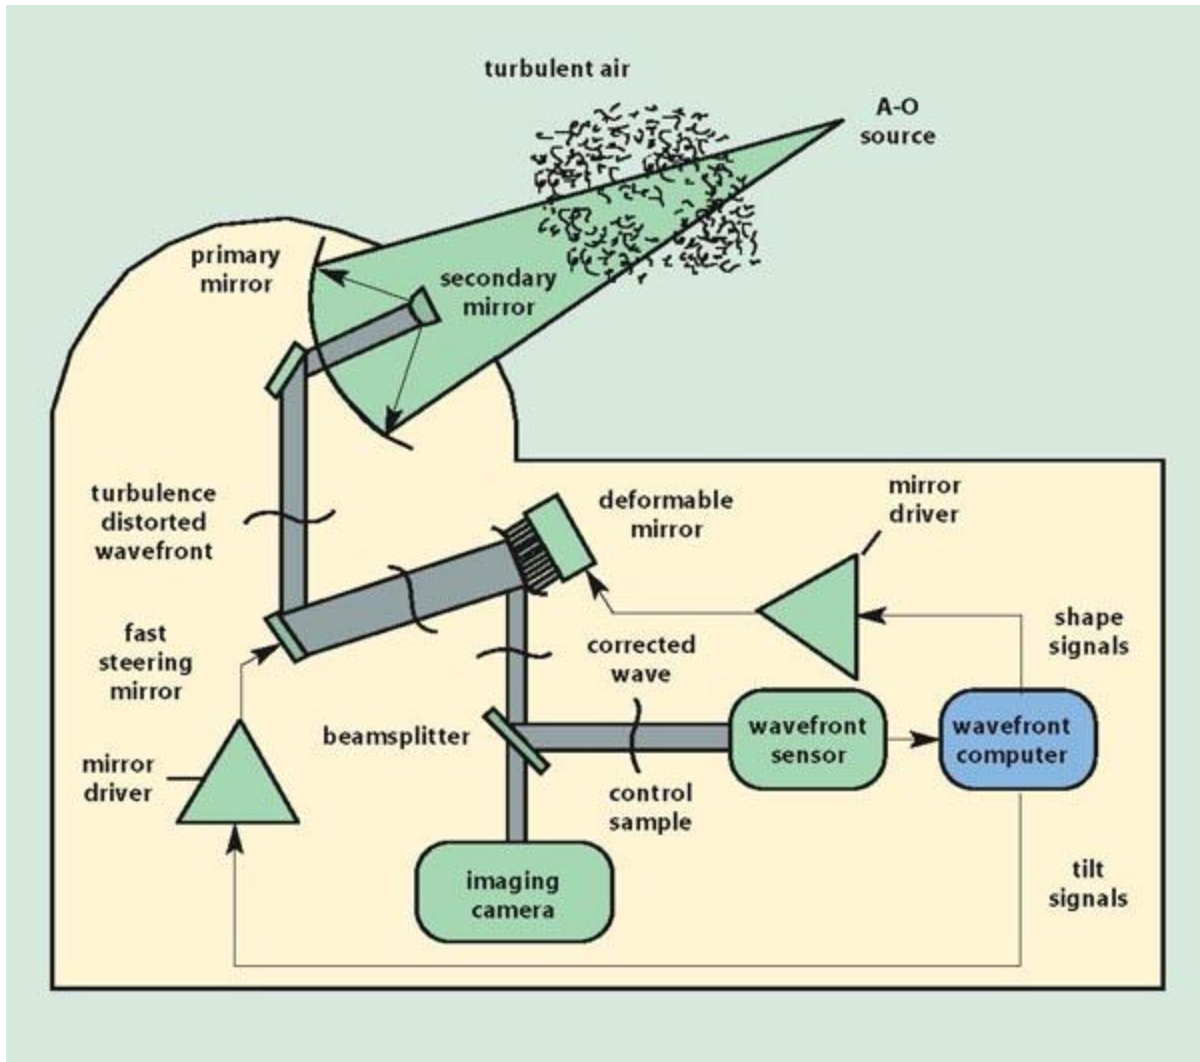 turbulent air
A-O
source
primary
mirror
secondary
mirror
turbulence
distorted
wavefront
deformable
mirror
mirror
driver
fast
steering
mirror
corrected
wave
shape
signals
beamsplitter
wavefront
sensor
wavefront
computer
mirror
driver
control
sample
imaging
camera
tilt
signals